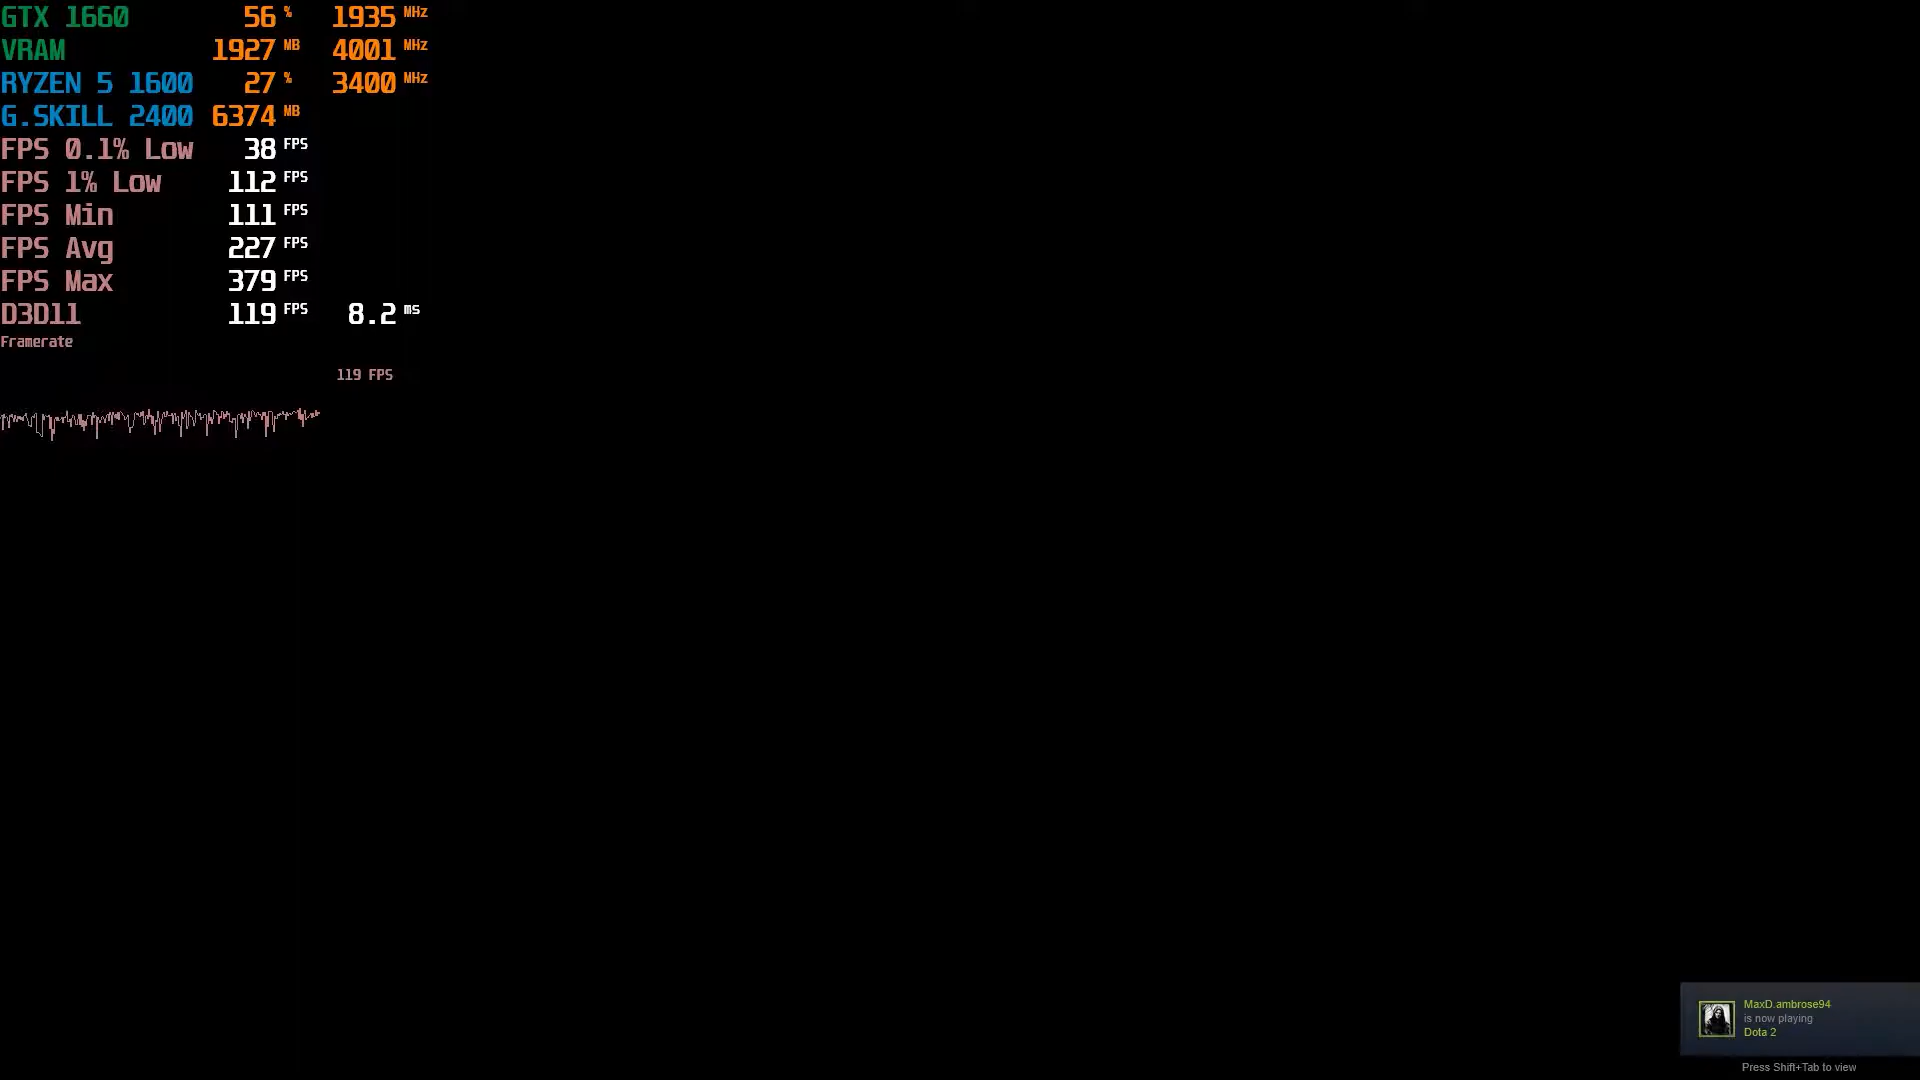 GTX 1660 56 % 1935 MHz
VRAM 1927 MB 4001 MHz
RYZEN 5 1600 27 % 3400 MHz
G.SKILL 2400 6374 MB
FPS 0.1% Low 38 FPS
FPS 1% Low 112 FPS
FPS Min 111 FPS
FPS Avg 227 FPS
FPS Max 379 FPS
D3D11 119 FPS 8.2 ms
Framerate
119 FPS
MaxD.ambrose94
is now playing
Dota 2
Press Shift+Tab to view